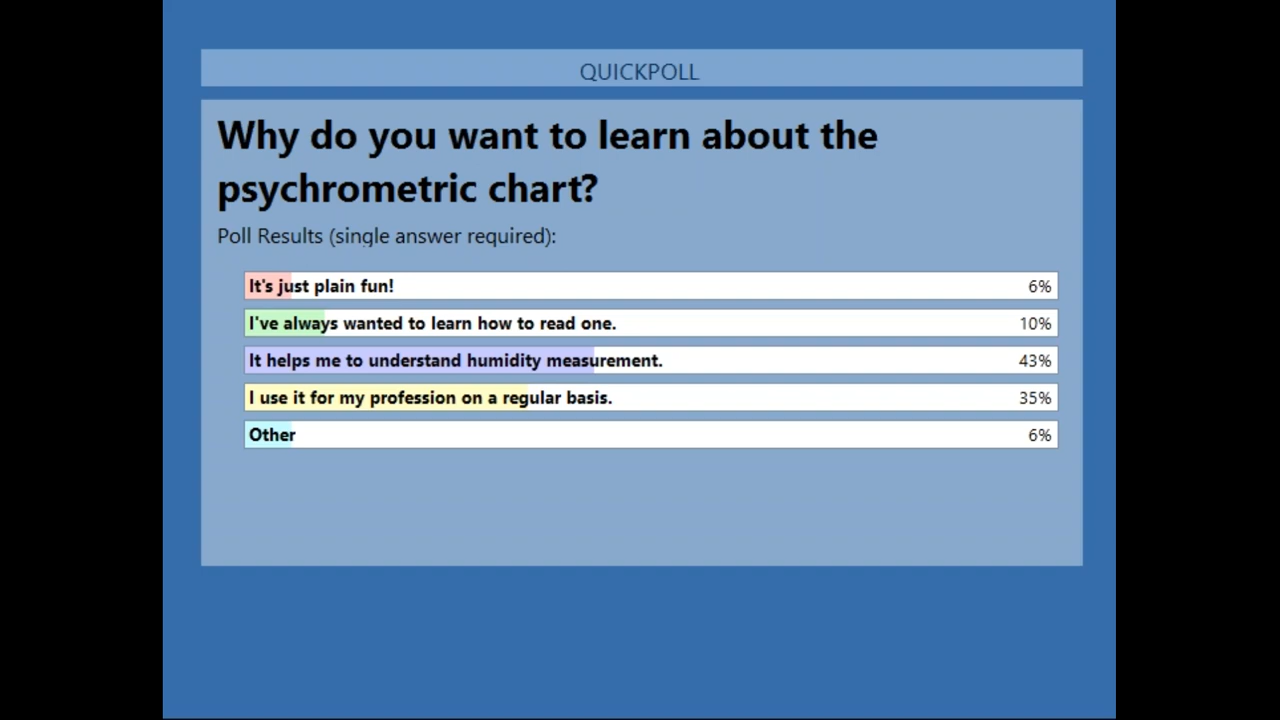 QUICKPOLL
Why do you want to learn about the
psychrometric chart?
Poll Results (single answer required):
It's just plain fun! 6%
I've always wanted to learn how to read one. 10%
It helps me to understand humidity measurement. 43%
I use it for my profession on a regular basis. 35%
Other 6%